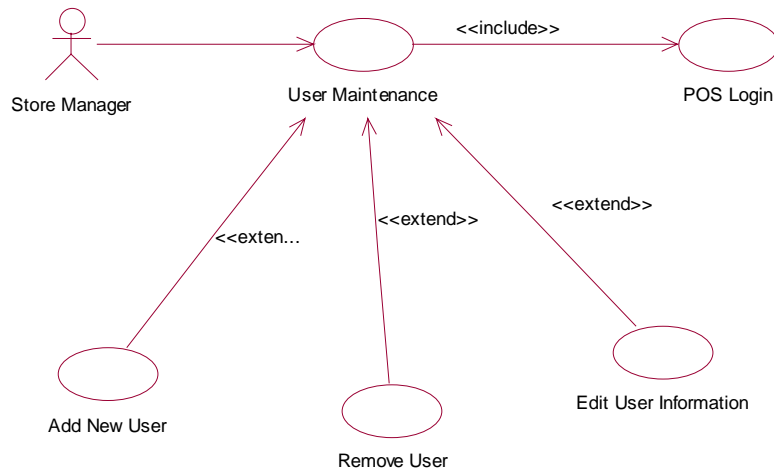 <<include>>
Store Manager
User Maintenance
POS Login
<<exten...
<<extend>>
<<extend>>
Add New User
Remove User
Edit User Information